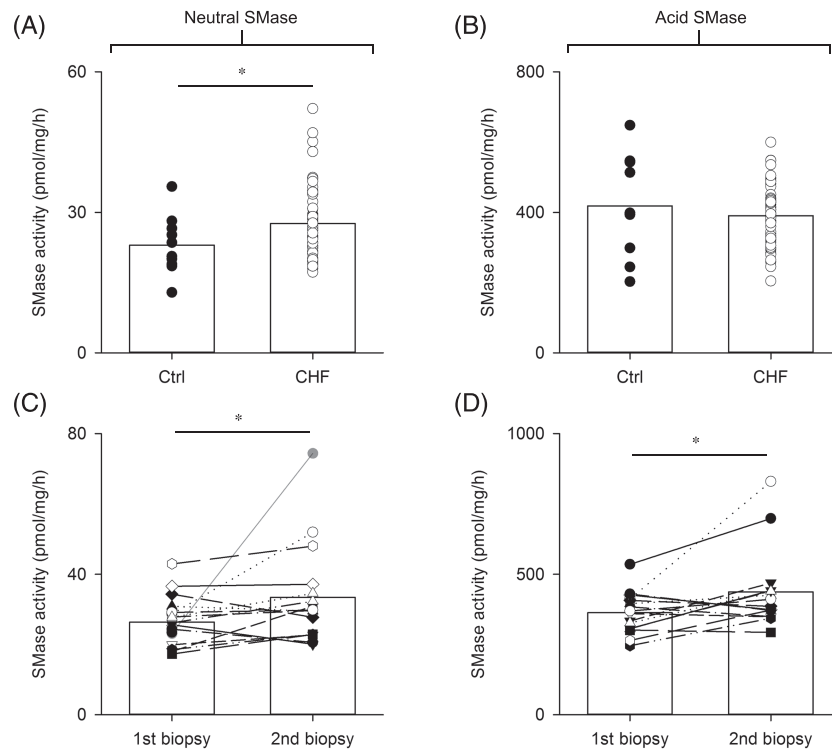 (A)
Neutral SMase
(B)
Acid SMase
60
30
0
SMase activity (pmol/mg/h)
*
Ctrl
CHF
800
400
0
SMase activity (pmol/mg/h)
Ctrl
CHF
(C)
80
40
0
SMase activity (pmol/mg/h)
*
1st biopsy
2nd biopsy
(D)
1000
500
0
SMase activity (pmol/mg/h)
*
1st biopsy
2nd biopsy